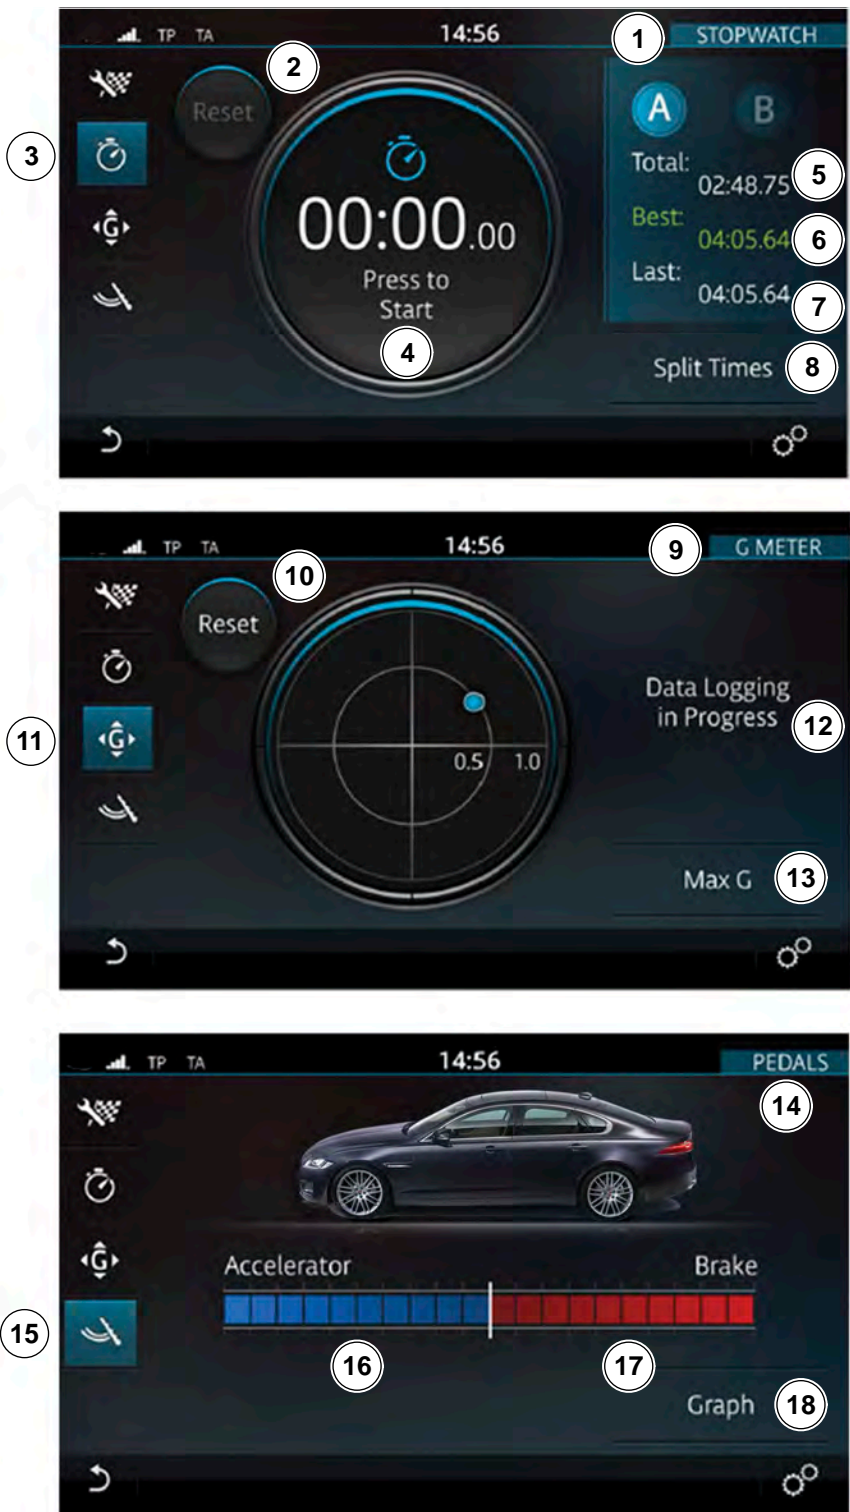 TP TA 14:56 1 STOPWATCH
2
Reset
3
A B
Total:
02:48.75 5
Best:
04:05.64 6
Last:
04:05.64 7
00:00.00
Press to
Start
4
Split Times 8
TP TA 14:56 9 G METER
10
Reset
11
G
0.5 1.0
Data Logging
in Progress 12
Max G 13
TP TA 14:56 PEDALS
14
G
Accelerator Brake
15
16 17
Graph 18